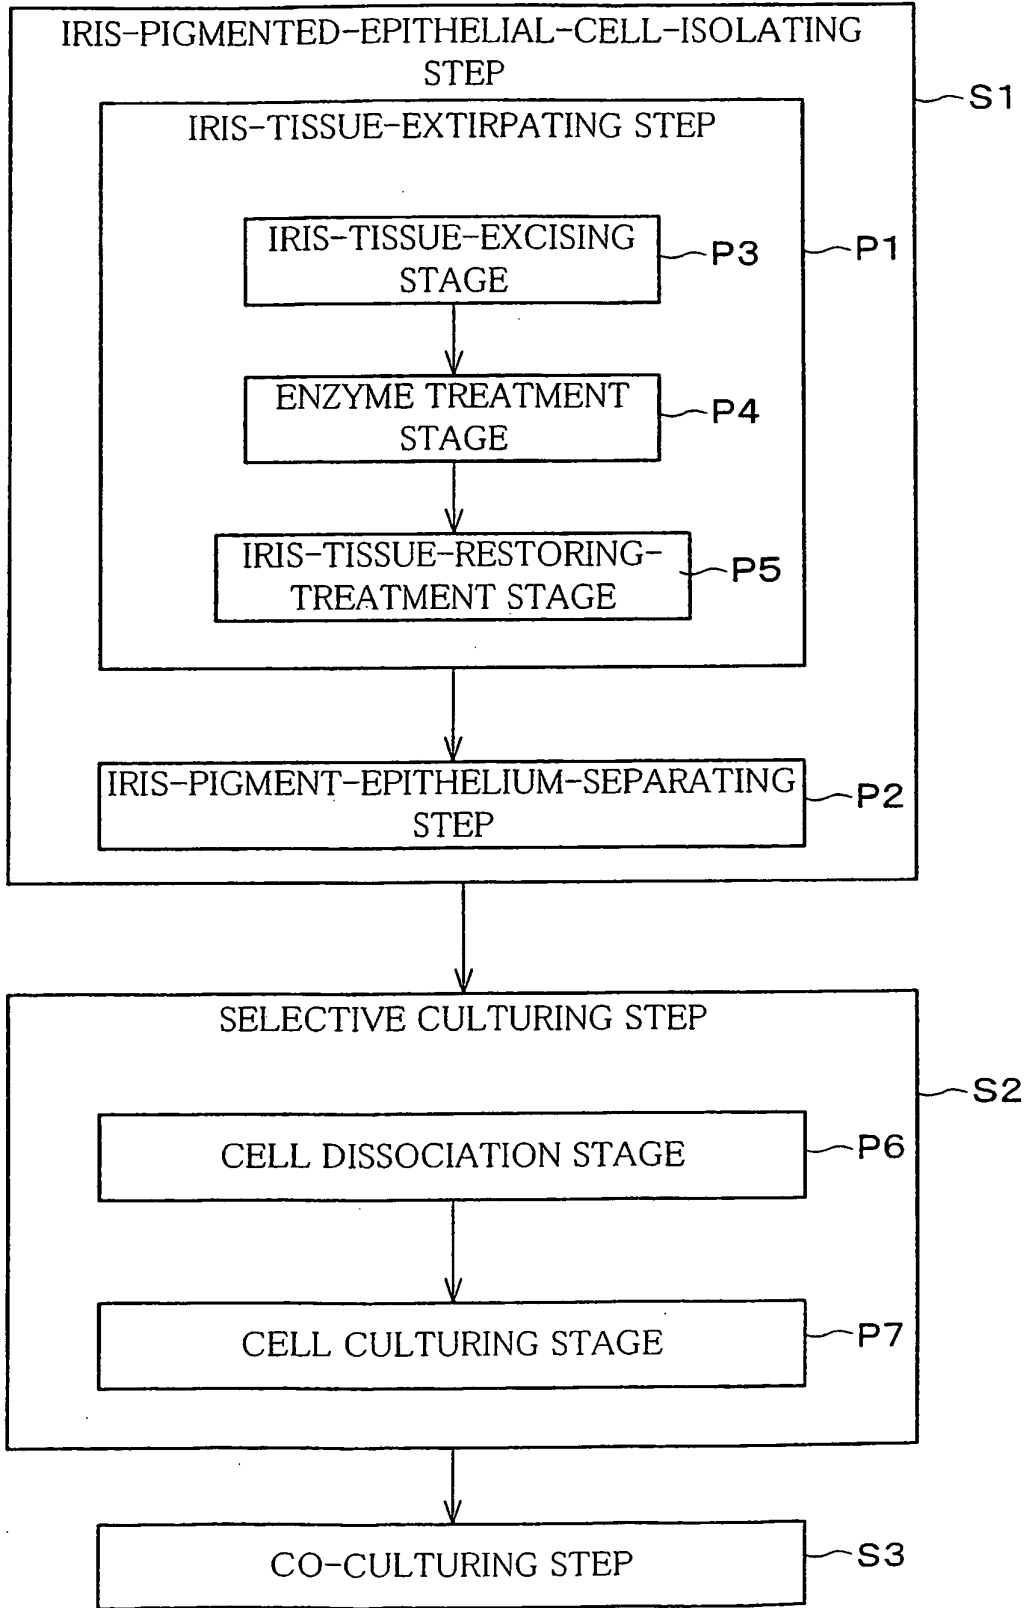 IRIS-PIGMENTED-EPITHELIAL-CELL-ISOLATING
STEP
S1
IRIS-TISSUE-EXTIRPATING STEP
P1
IRIS-TISSUE-EXCISING
STAGE
P3
ENZYME TREATMENT
STAGE
P4
IRIS-TISSUE-RESTORING-
TREATMENT STAGE
P5
IRIS-PIGMENT-EPITHELIUM-SEPARATING
STEP
P2
SELECTIVE CULTURING STEP
S2
CELL DISSOCIATION STAGE
P6
CELL CULTURING STAGE
P7
CO-CULTURING STEP
S3